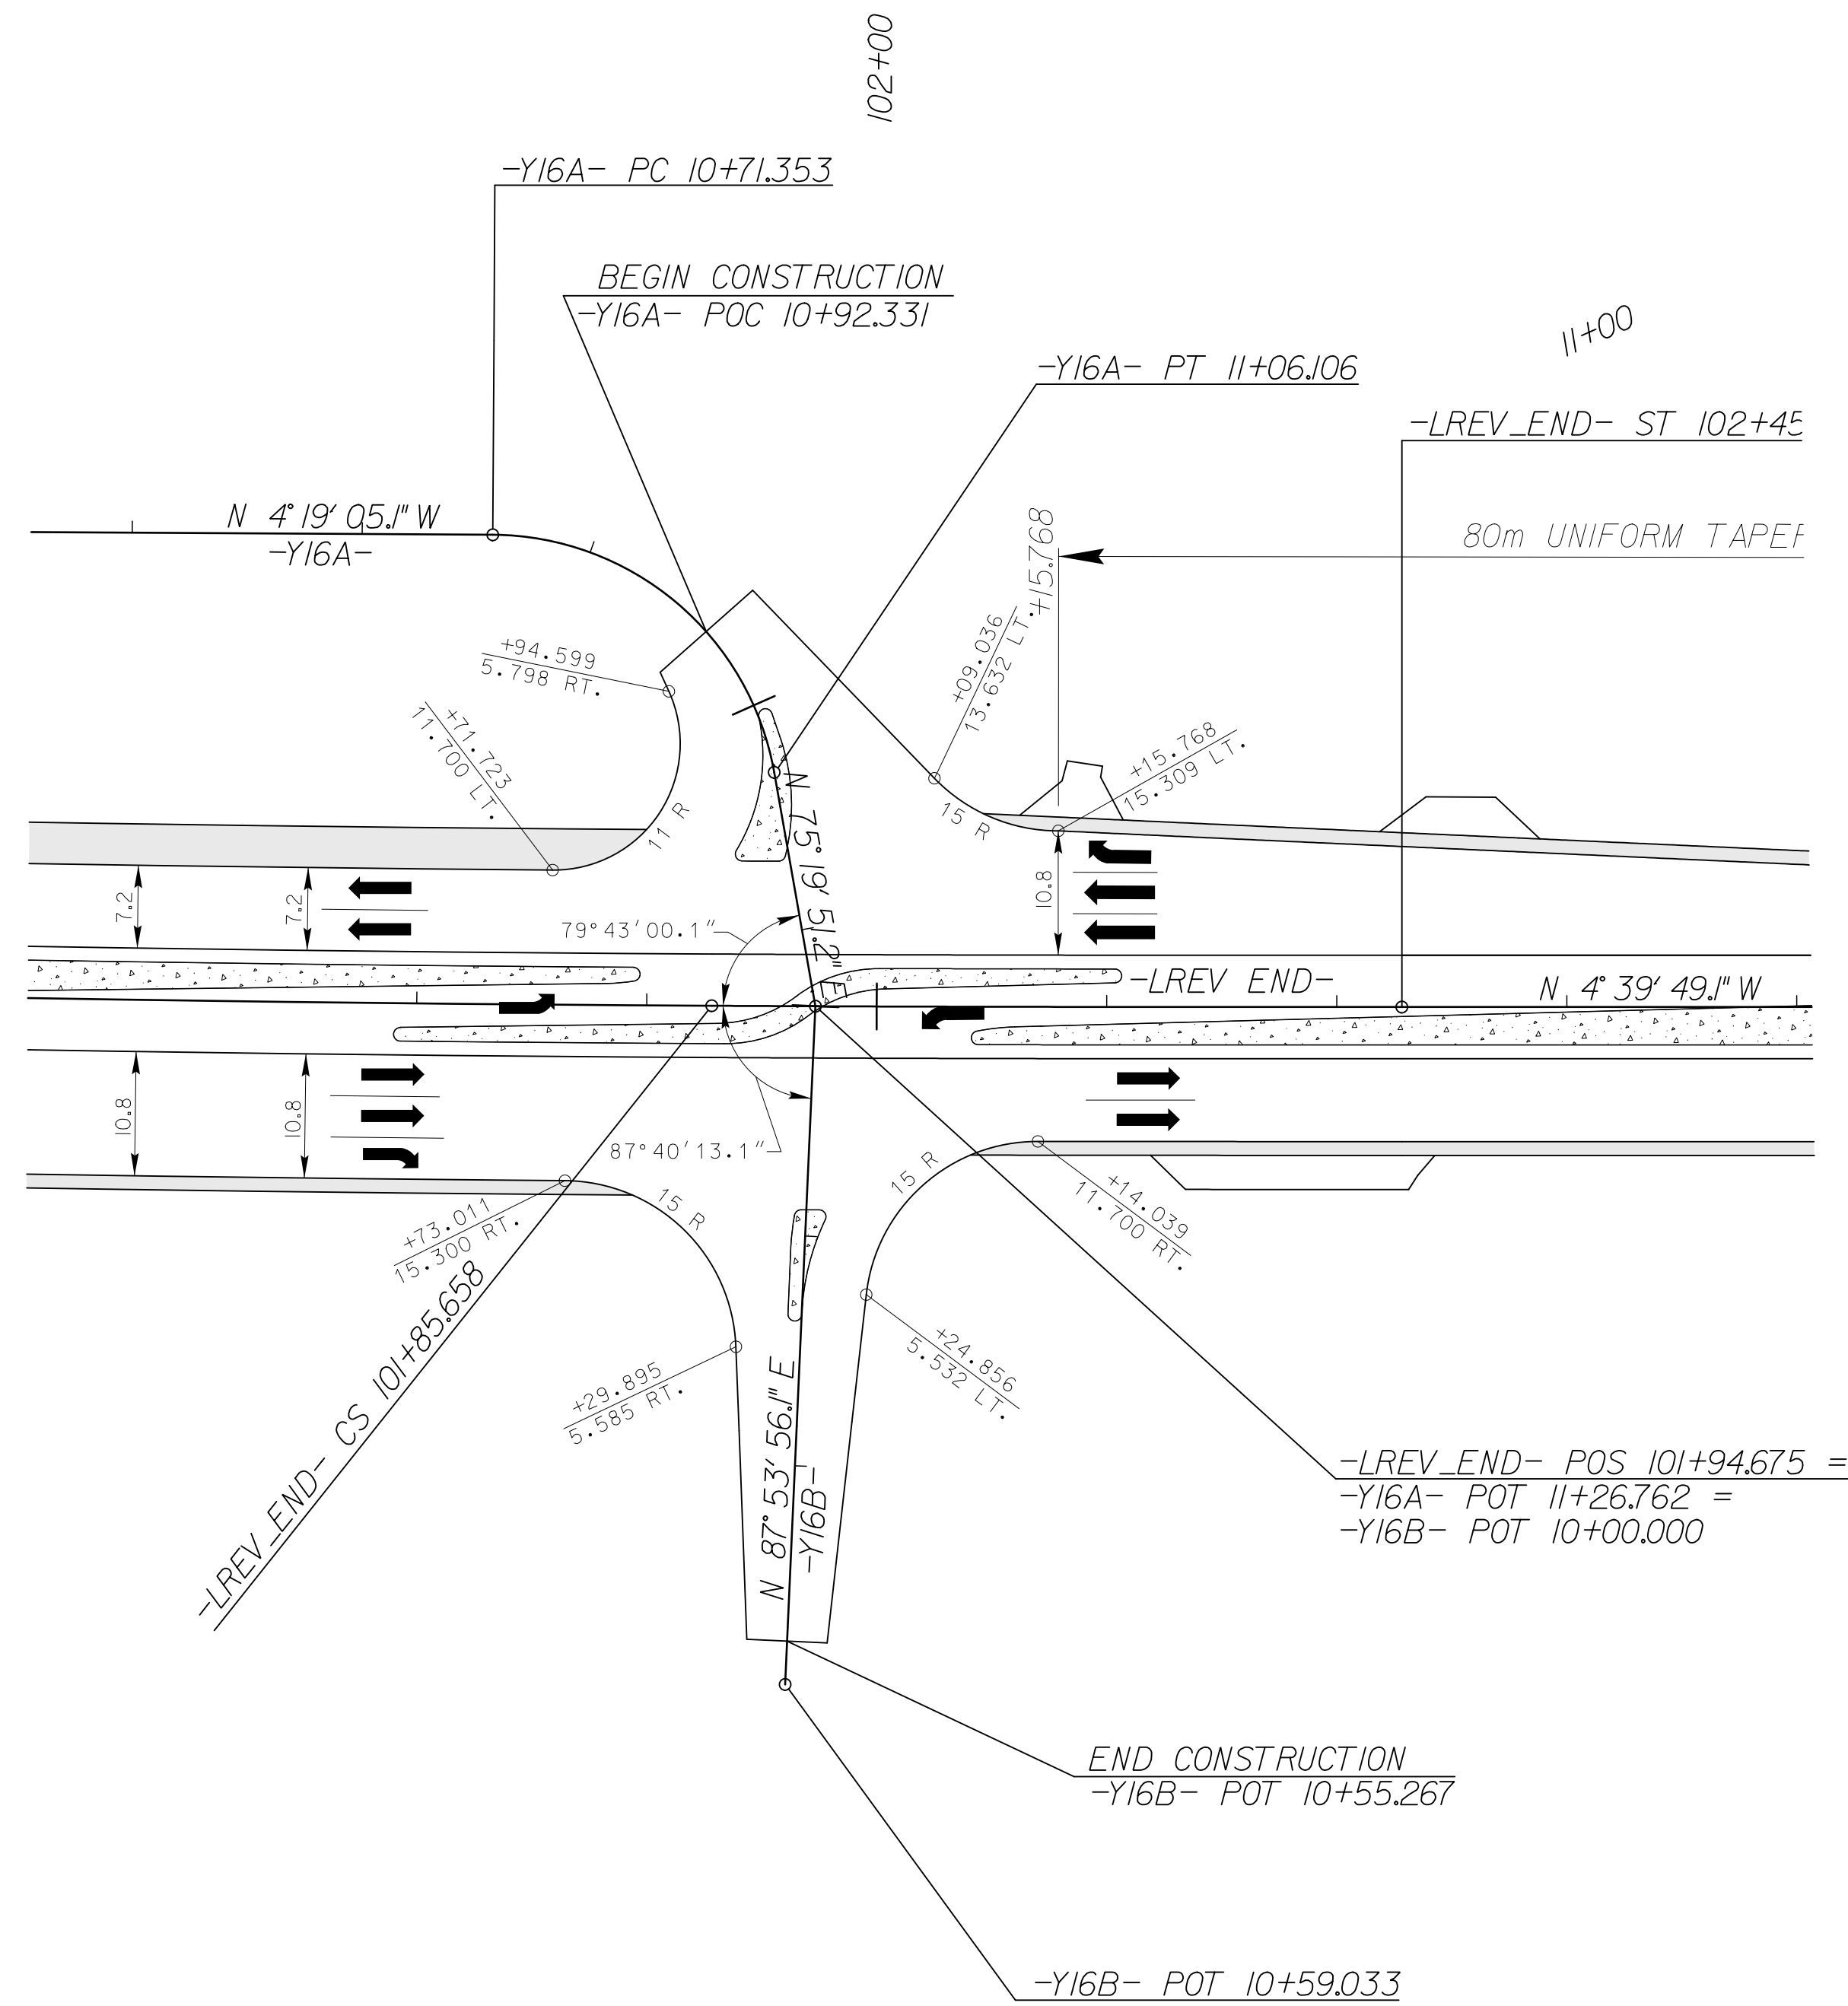 102+00
-Y16A- PC 10+71.353
BEGIN CONSTRUCTION
-Y16A- POC 10+92.331
11+00
-Y16A- PT 11+06.106
-LREV_END- ST 102+45
80m UNIFORM TAPER
N 4° 19' 05.1" W
-Y16A-
+15.768
+09.036
13.632 LT.
+94.599
5.798 RT.
+71.723
11.700 LT.
+15.768
15.309 LT.
11 R
15 R
N 75° 19' 51.2" E
7.2
7.2
10.8
79°43'00.1"
-LREV END-
N 4° 39' 49.1" W
10.8
10.8
87°40'13.1"
15 R
15 R
+73.011
15.300 RT.
+14.039
11.700 RT.
-LREV_END- CS 101+85.658
+29.895
5.585 RT.
+24.856
5.532 LT.
N 87° 53' 56.1" E
-Y16B-
-LREV_END- POS 101+94.675 =
-Y16A- POT 11+26.762 =
-Y16B- POT 10+00.000
END CONSTRUCTION
-Y16B- POT 10+55.267
-Y16B- POT 10+59.033